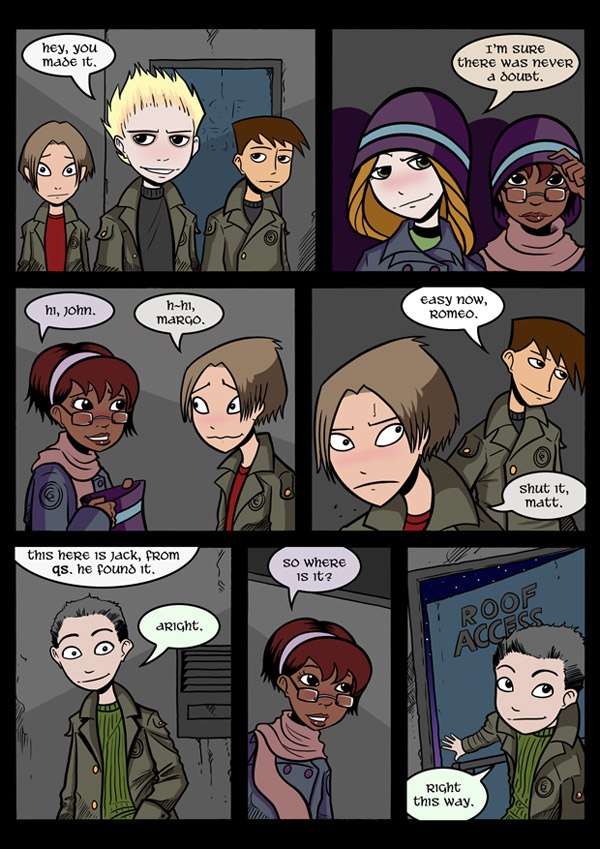 hey, you
made it.
I'm sure
there was never
a doubt.
hi, John.
h-hi,
Margo.
easy now,
Romeo.
shut it,
Matt.
this here is Jack, from
QS. he found it.
aright.
so where
is it?
ROOF
ACCESS
right
this way.